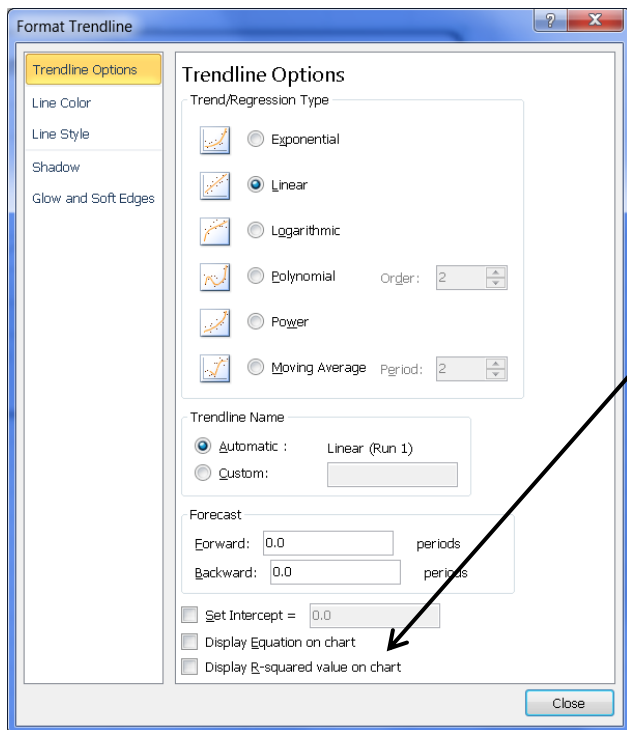 Format Trendline
Trendline Options
Line Color
Line Style
Shadow
Glow and Soft Edges
Trendline Options
Trend/Regression Type
Exponential
Linear
Logarithmic
Polynomial Order: 2
Power
Moving Average Period: 2
Trendline Name
Automatic : Linear (Run 1)
Custom:
Forecast
Forward: 0.0 periods
Backward: 0.0 periods
Set Intercept = 0.0
Display Equation on chart
Display R-squared value on chart
Close